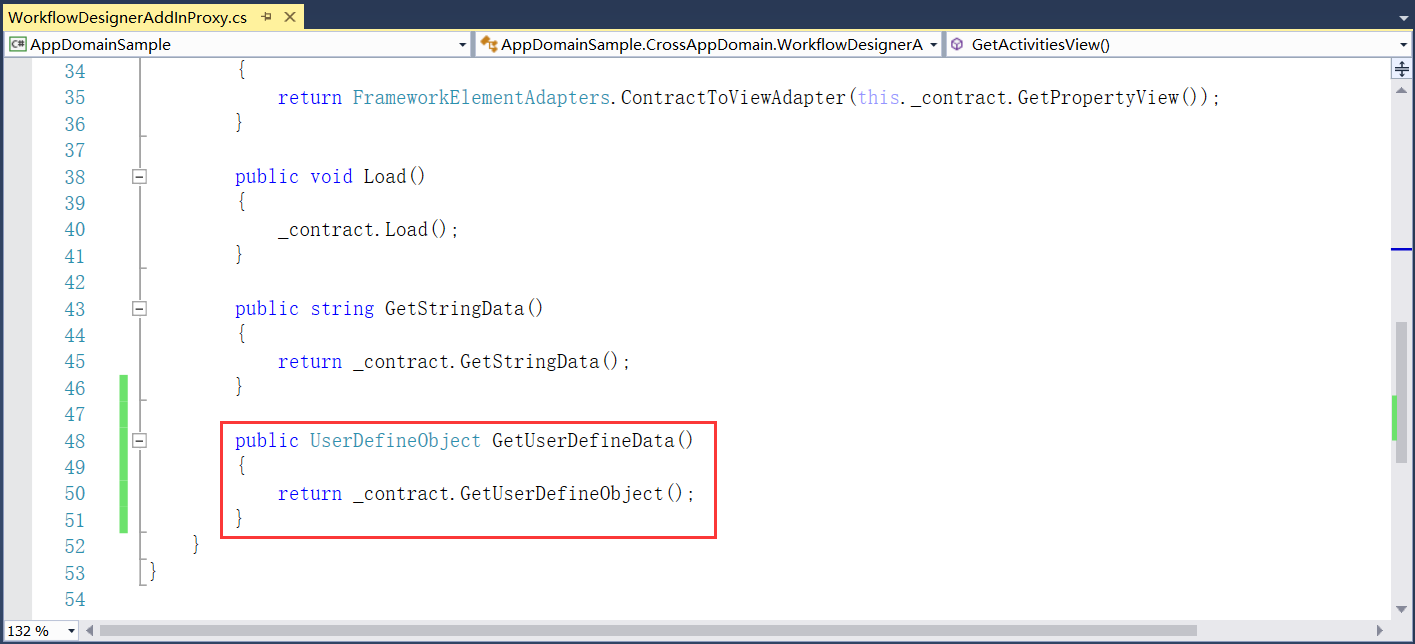 WorkflowDesignerAddInProxy.cs
AppDomainSample AppDomainSample.CrossAppDomain.WorkflowDesignerA GetActivitiesView()
34 {
35 return FrameworkElementAdapters.ContractToViewAdapter(this._contract.GetPropertyView());
36 }
37
38 public void Load()
39 {
40 _contract.Load();
41 }
42
43 public string GetStringData()
44 {
45 return _contract.GetStringData();
46 }
47
48 public UserDefineObject GetUserDefineData()
49 {
50 return _contract.GetUserDefineObject();
51 }
52 }
53 }
54
132 %